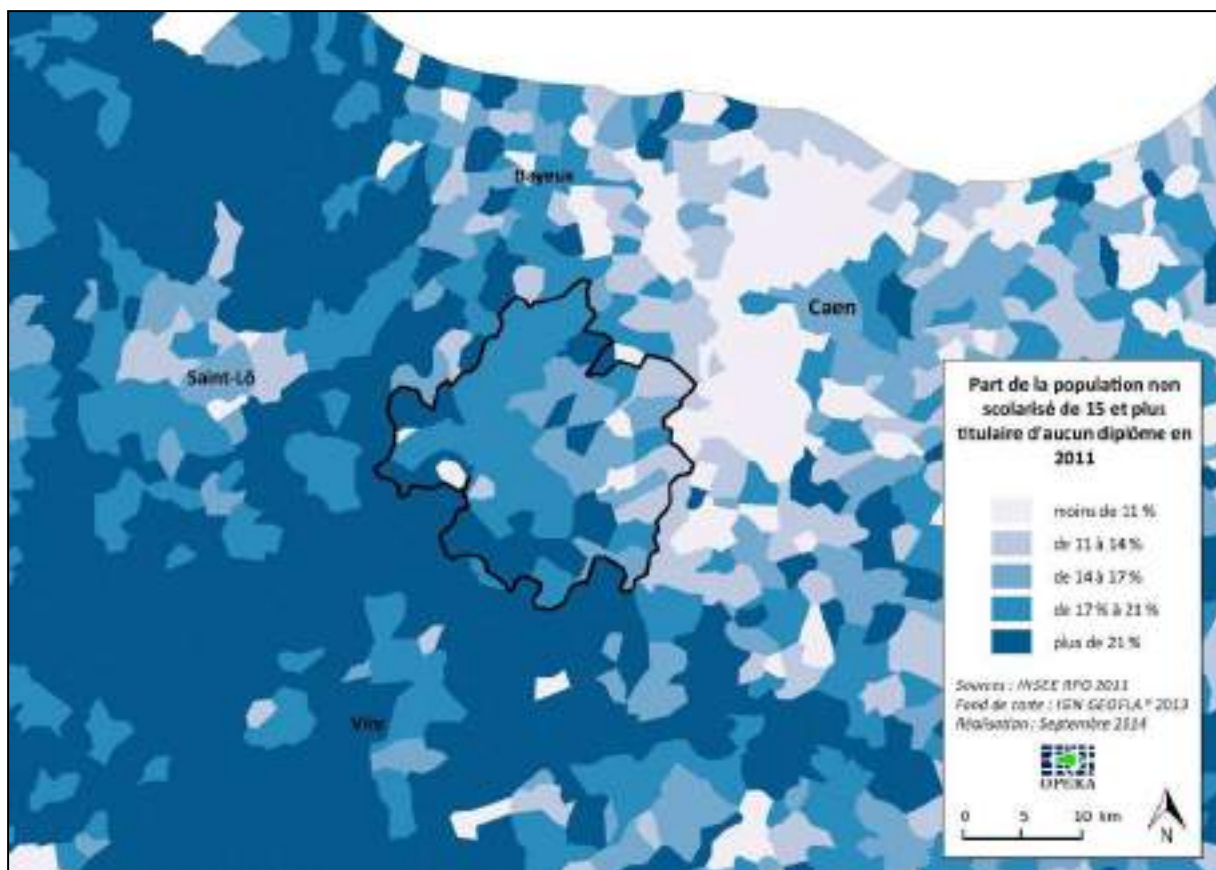 Bayeux
Caen
Saint-Lô
Vire
Part de la population non
scolarisé de 15 et plus
titulaire d'aucun diplôme en
2011
moins de 11 %
de 11 à 14 %
de 14 à 17 %
de 17 % à 21 %
plus de 21 %
Sources : INSEE RPG 2011
Fond de carte : IGN GEOFLA® 2013
Réalisation : Septembre 2014
OPEKA
0 5 10 km
N